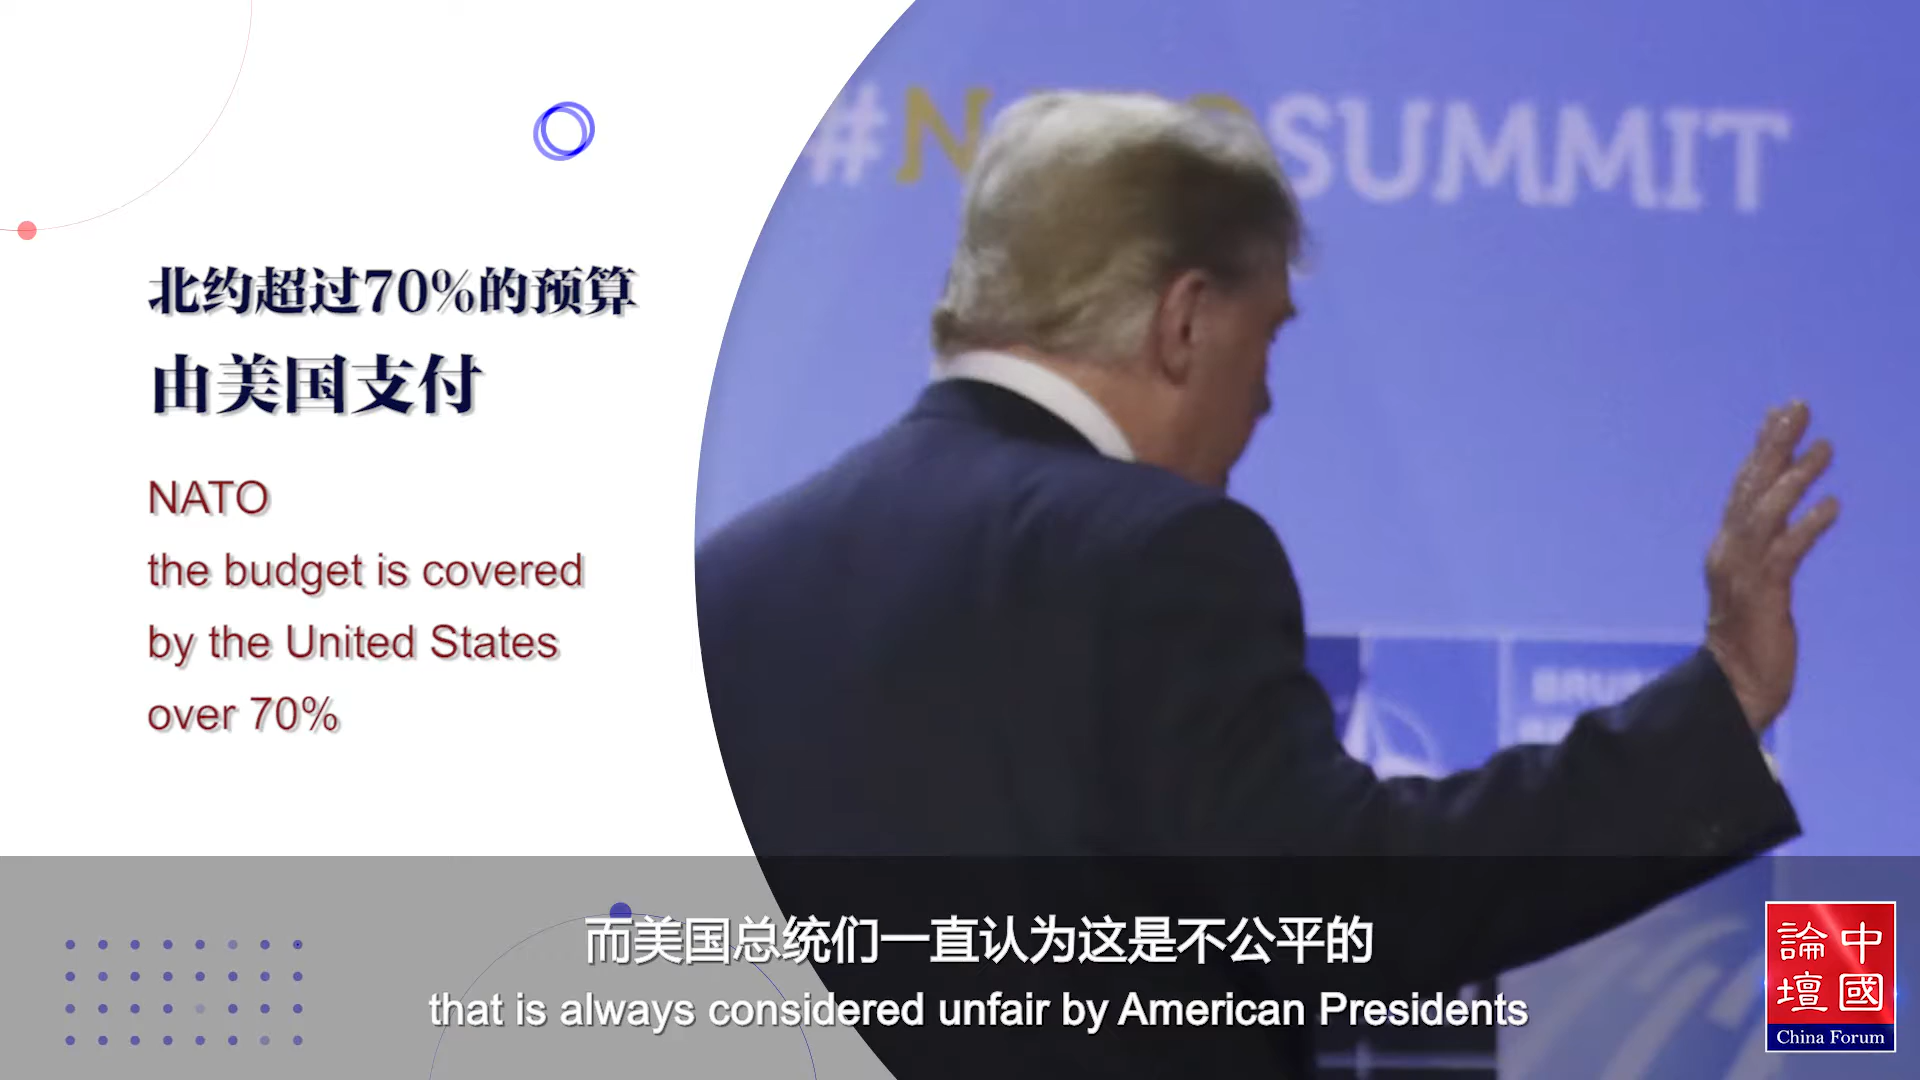 #NATOSUMMIT
北约超过70%的预算
由美国支付
NATO
the budget is covered
by the United States
over 70%
而美国总统们一直认为这是不公平的
that is always considered unfair by American Presidents
中國
論壇
China Forum